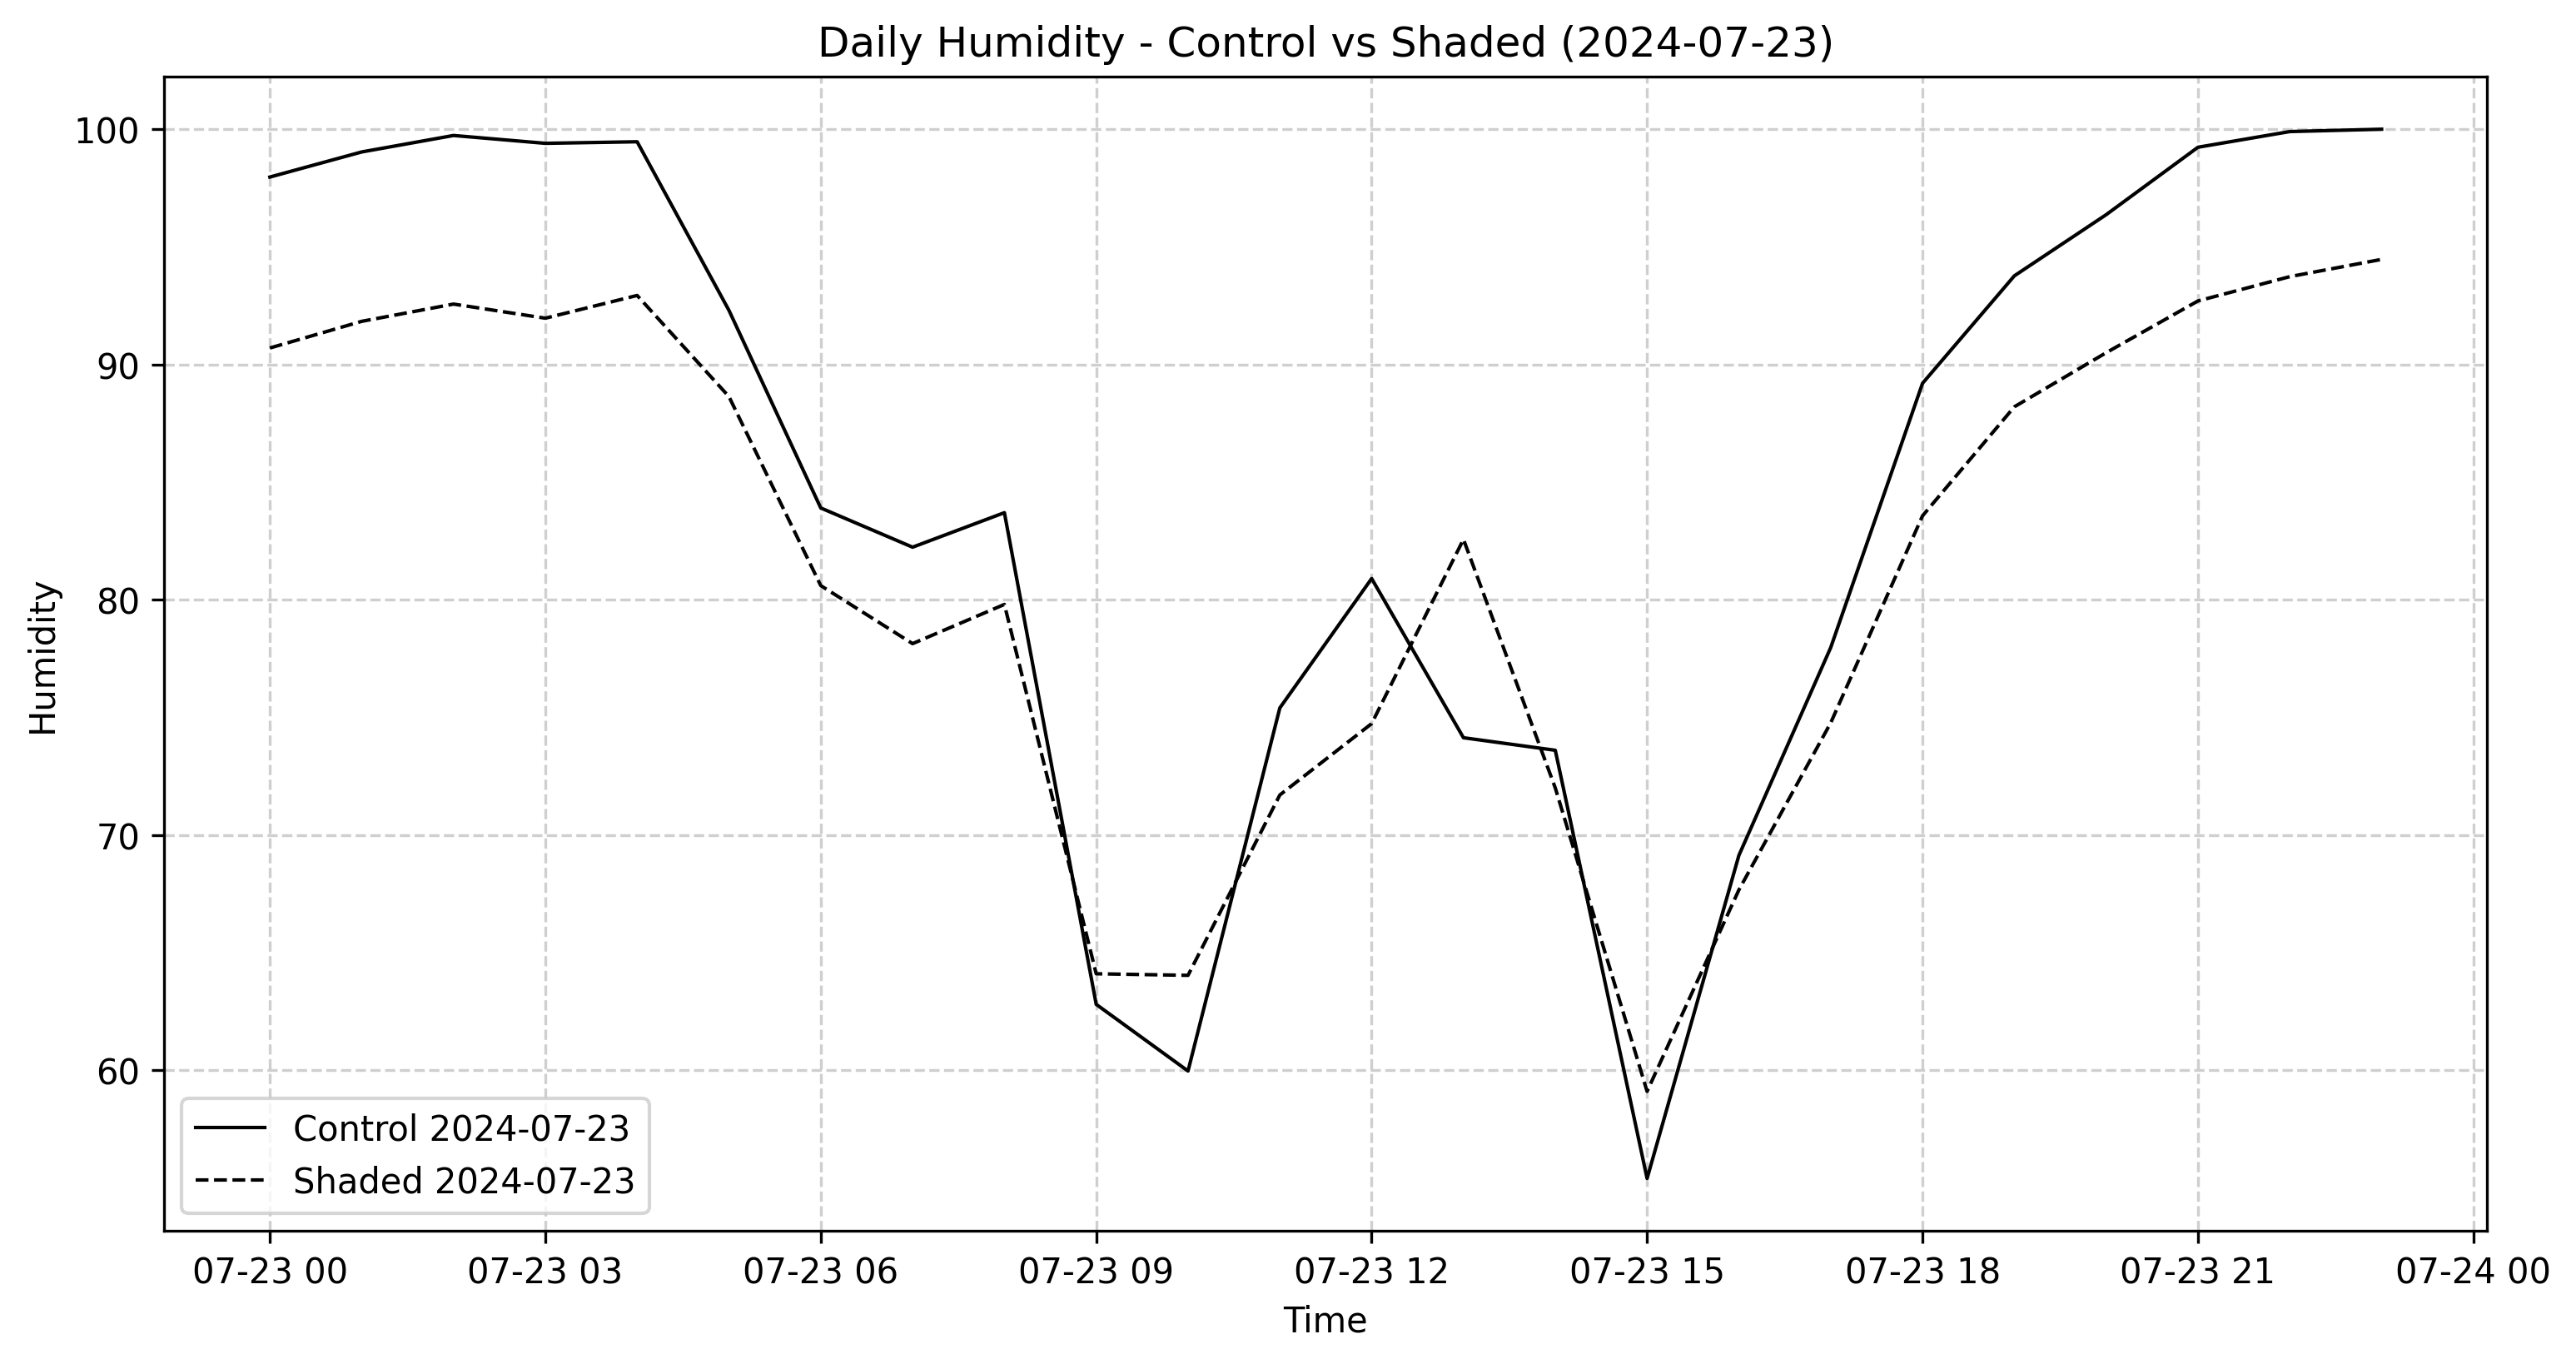 Daily Humidity - Control vs Shaded (2024-07-23)
100
90
80
70
60
Humidity
Control 2024-07-23
Shaded 2024-07-23
07-23 00 07-23 03 07-23 06 07-23 09 07-23 12 07-23 15 07-23 18 07-23 21 07-24 00
Time